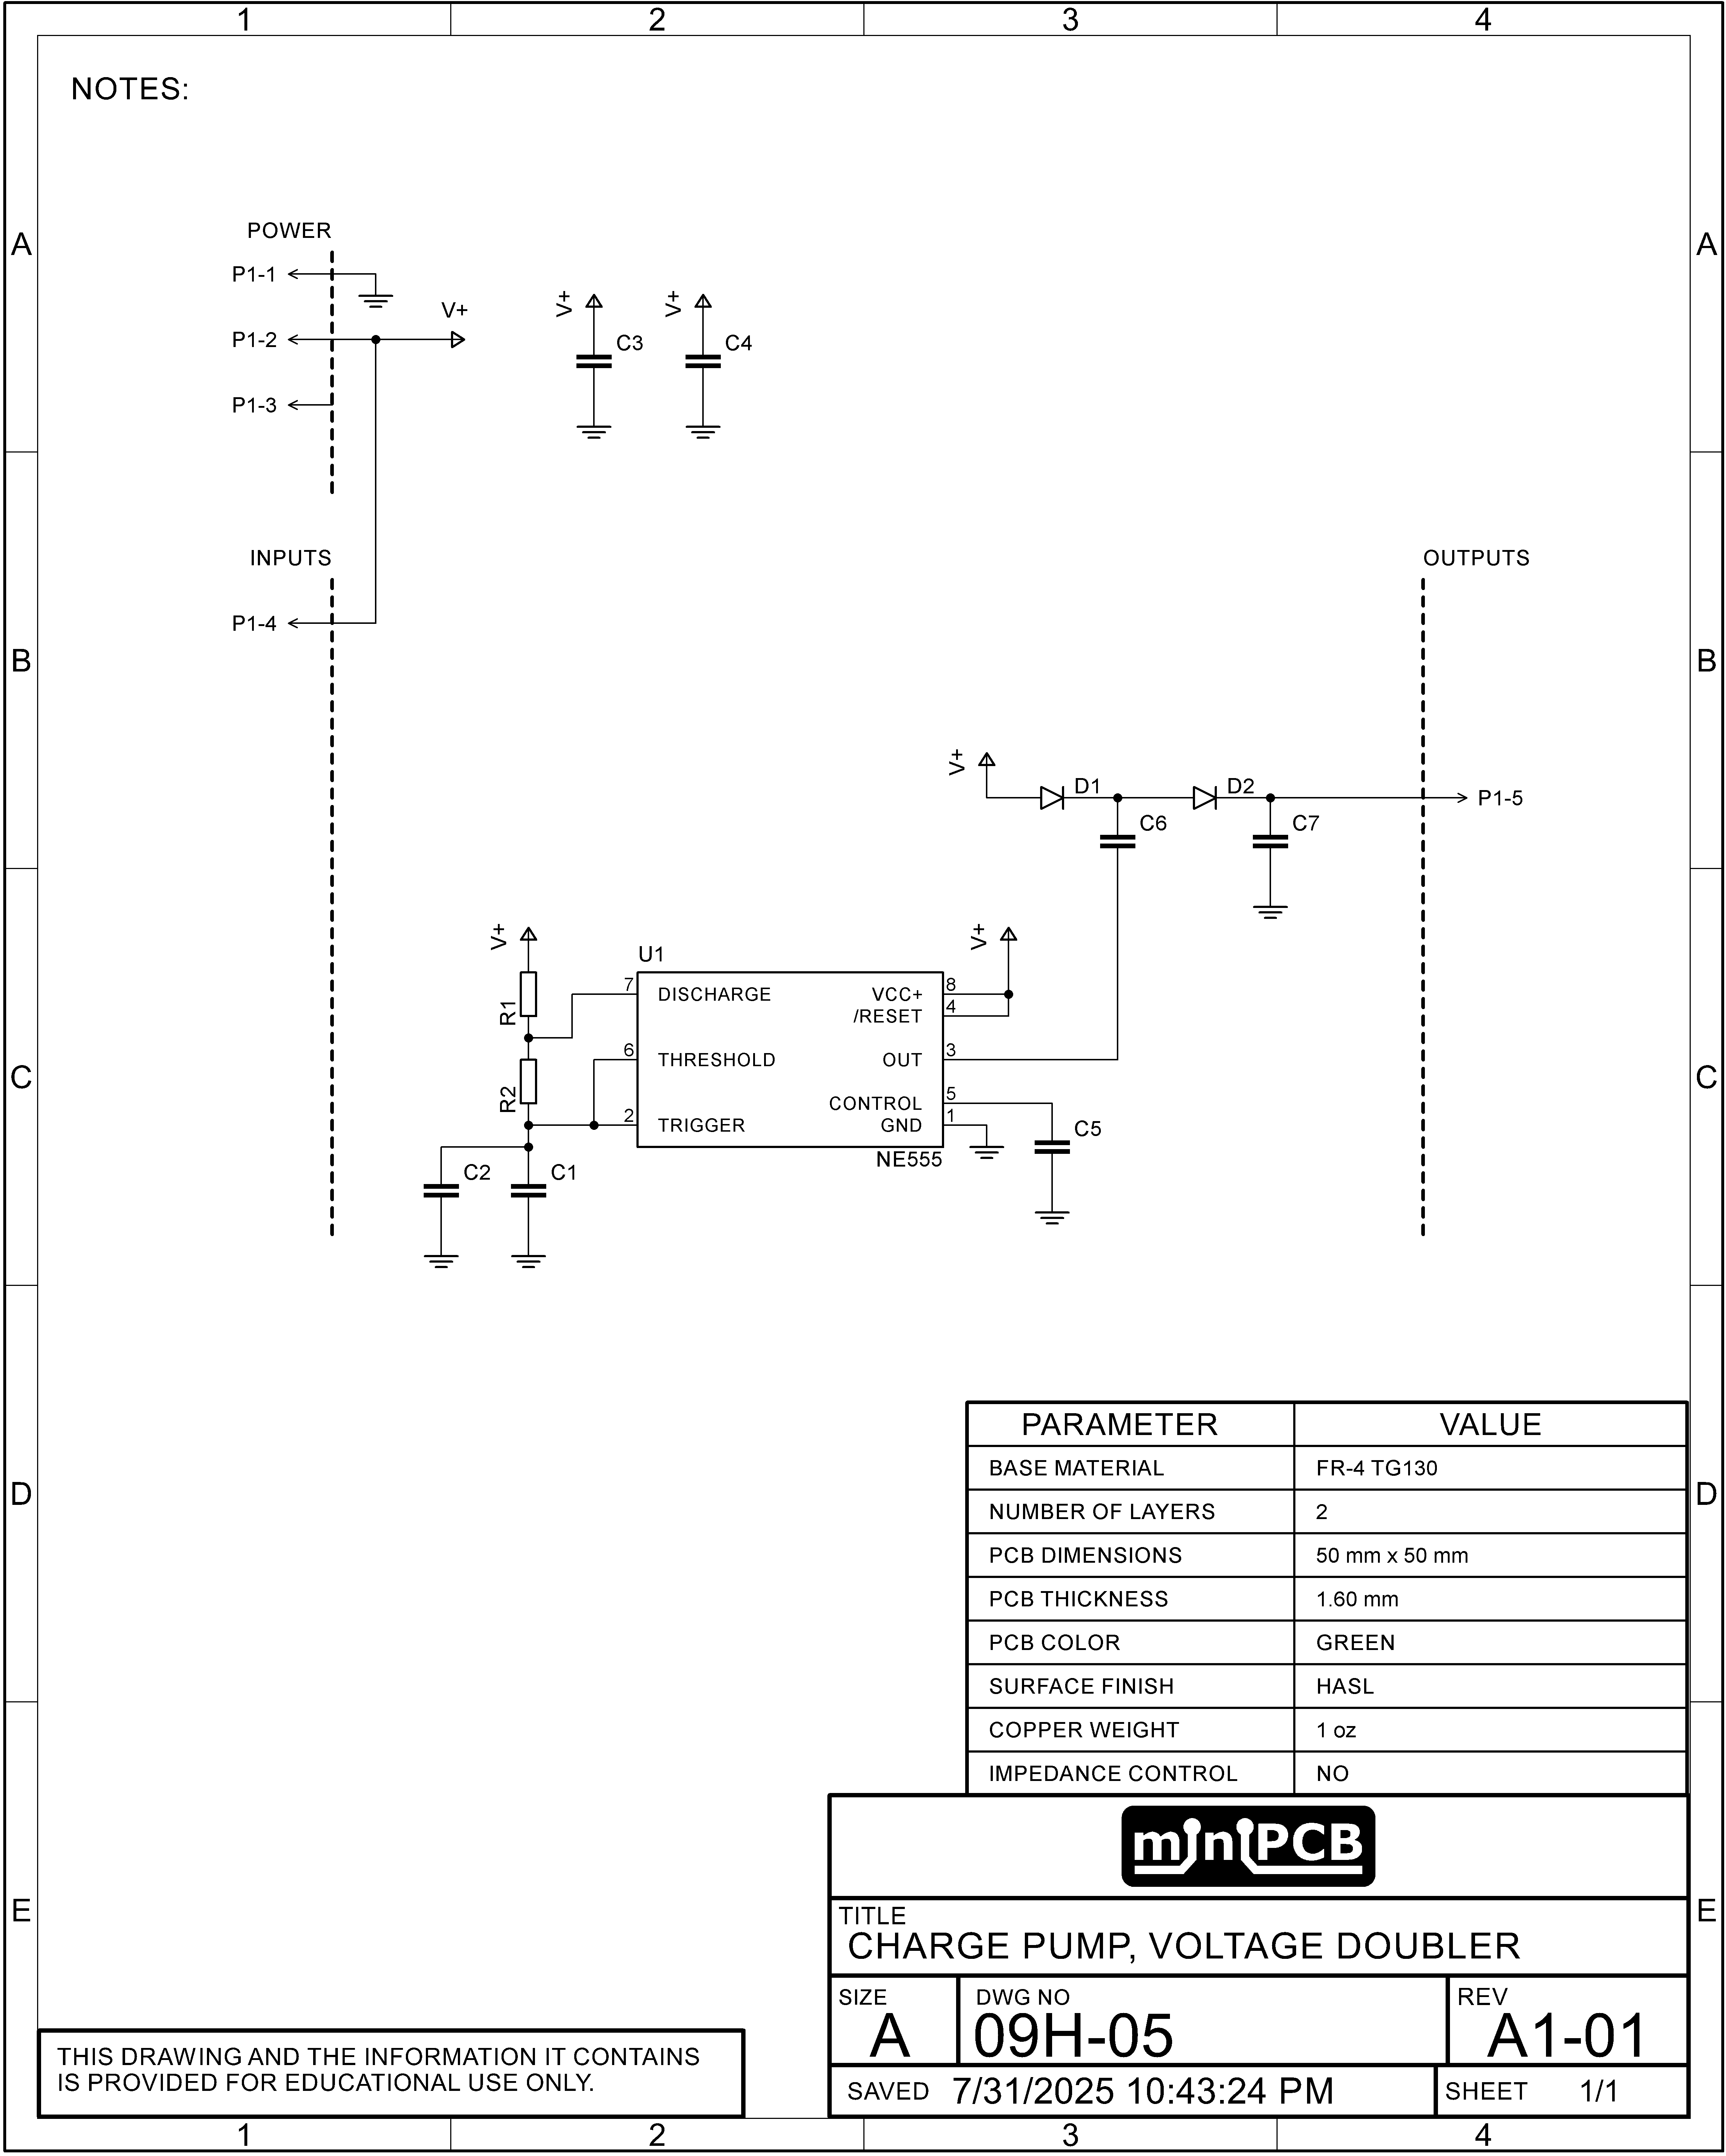 1 2 3 4
NOTES:
A A
POWER
P1-1
V+
P1-2
P1-3
V+ C3
V+ C4
INPUTS
OUTPUTS
P1-4
B B
V+
D1 D2
P1-5
C6 C7
V+
U1
V+
R1
7 DISCHARGE
VCC+ 8
/RESET 4
6 THRESHOLD
OUT 3
C C
R2
CONTROL 5
2 TRIGGER
GND 1
C5
NE555
C2 C1
PARAMETER VALUE
BASE MATERIAL FR-4 TG130
D D
NUMBER OF LAYERS 2
PCB DIMENSIONS 50 mm x 50 mm
PCB THICKNESS 1.60 mm
PCB COLOR GREEN
SURFACE FINISH HASL
COPPER WEIGHT 1 oz
IMPEDANCE CONTROL NO
miniPCB
E E
TITLE
CHARGE PUMP, VOLTAGE DOUBLER
SIZE DWG NO REV
A 09H-05 A1-01
SAVED 7/31/2025 10:43:24 PM SHEET 1/1
THIS DRAWING AND THE INFORMATION IT CONTAINS
IS PROVIDED FOR EDUCATIONAL USE ONLY.
1 2 3 4